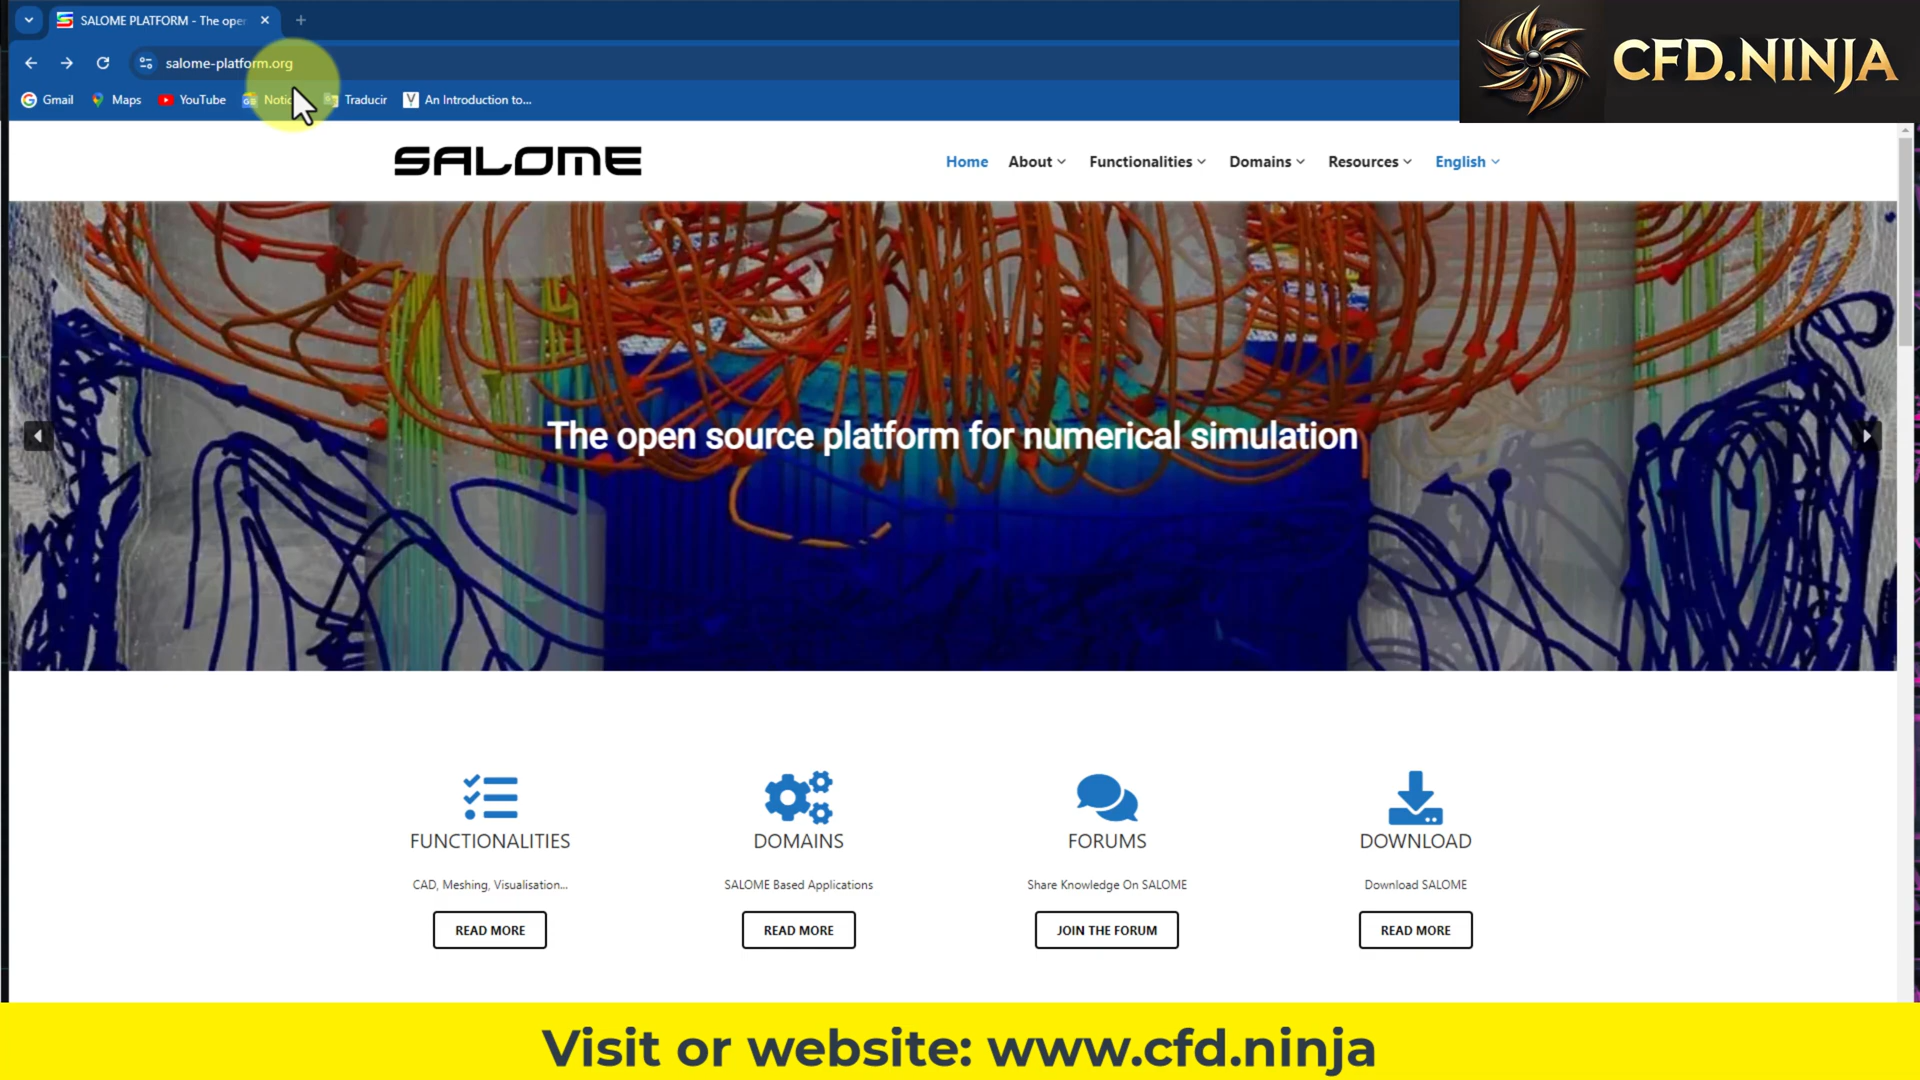 SALOME PLATFORM - The ope
CFD.NINJA
salome-platform.org
Gmail
Maps
YouTube
Traducir
An Introduction to...
SALOME
Home
About
Functionalities
Domains
Resources
English
The open source platform for numerical simulation
FUNCTIONALITIES
DOMAINS
FORUMS
DOWNLOAD
CAD, Meshing, Visualisation...
SALOME Based Applications
Share Knowledge On SALOME
Download SALOME
READ MORE
READ MORE
JOIN THE FORUM
READ MORE
Visit or website: www.cfd.ninja